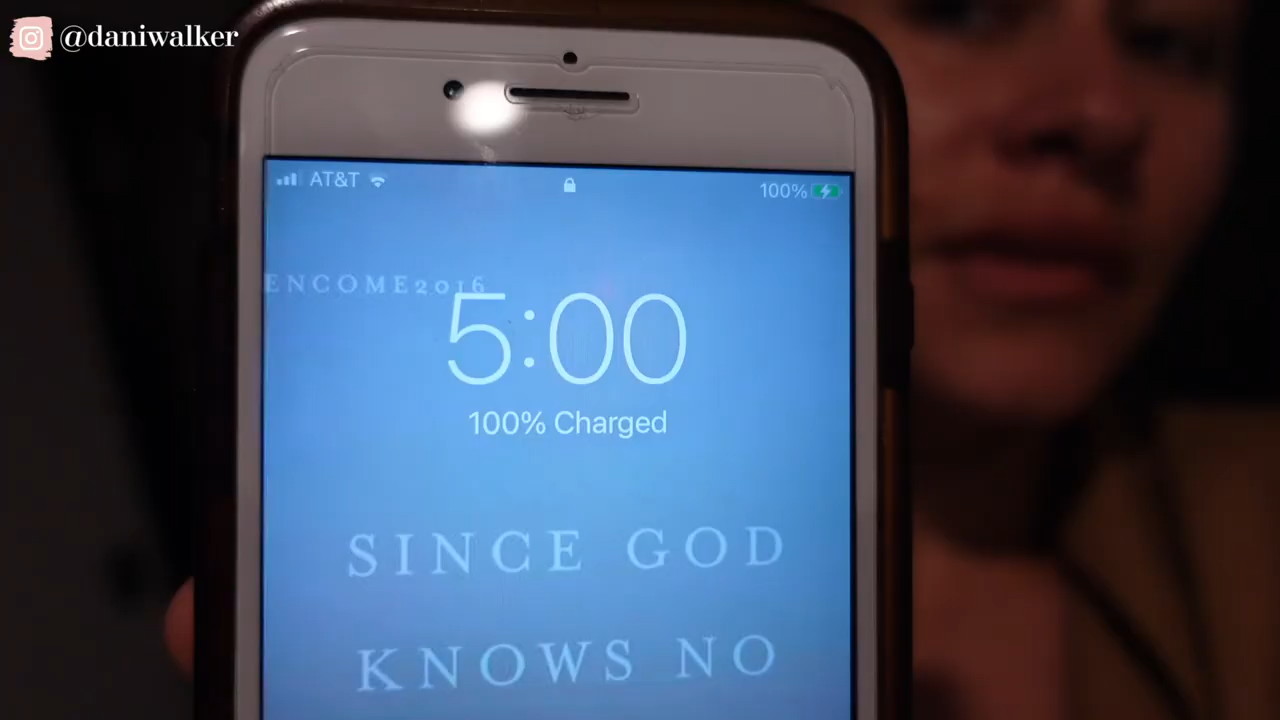 @daniwalker
AT&T
100%
ENCOME2016
5:00
100% Charged
SINCE GOD
KNOWS NO